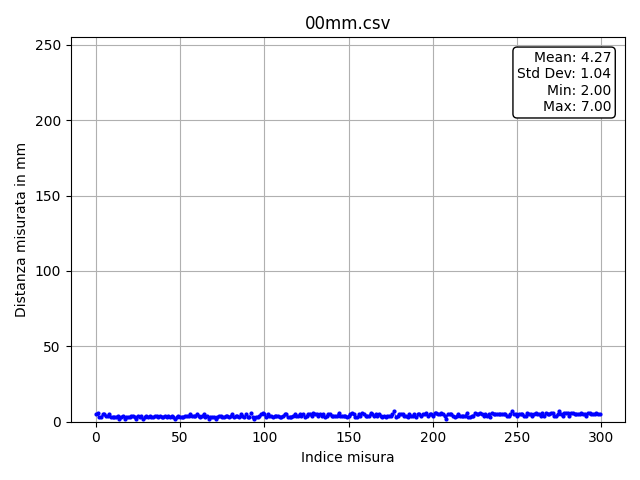 00mm.csv
250
200
150
100
50
0
Distanza misurata in mm
Mean: 4.27
Std Dev: 1.04
Min: 2.00
Max: 7.00
0 50 100 150 200 250 300
Indice misura